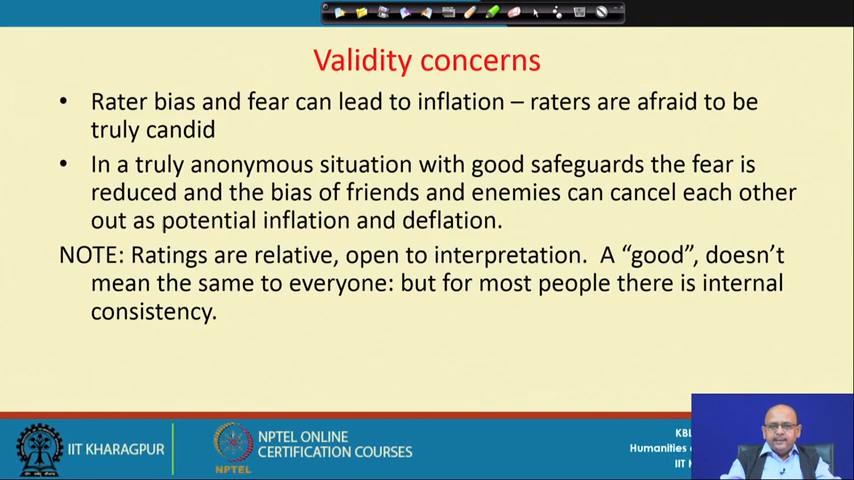 Validity concerns
• Rater bias and fear can lead to inflation – raters are afraid to be
truly candid
• In a truly anonymous situation with good safeguards the fear is
reduced and the bias of friends and enemies can cancel each other
out as potential inflation and deflation.
NOTE: Ratings are relative, open to interpretation. A “good”, doesn’t
mean the same to everyone: but for most people there is internal
consistency.
IIT KHARAGPUR
NPTEL
NPTEL ONLINE
CERTIFICATION COURSES
KBL
Humanities
IIT K